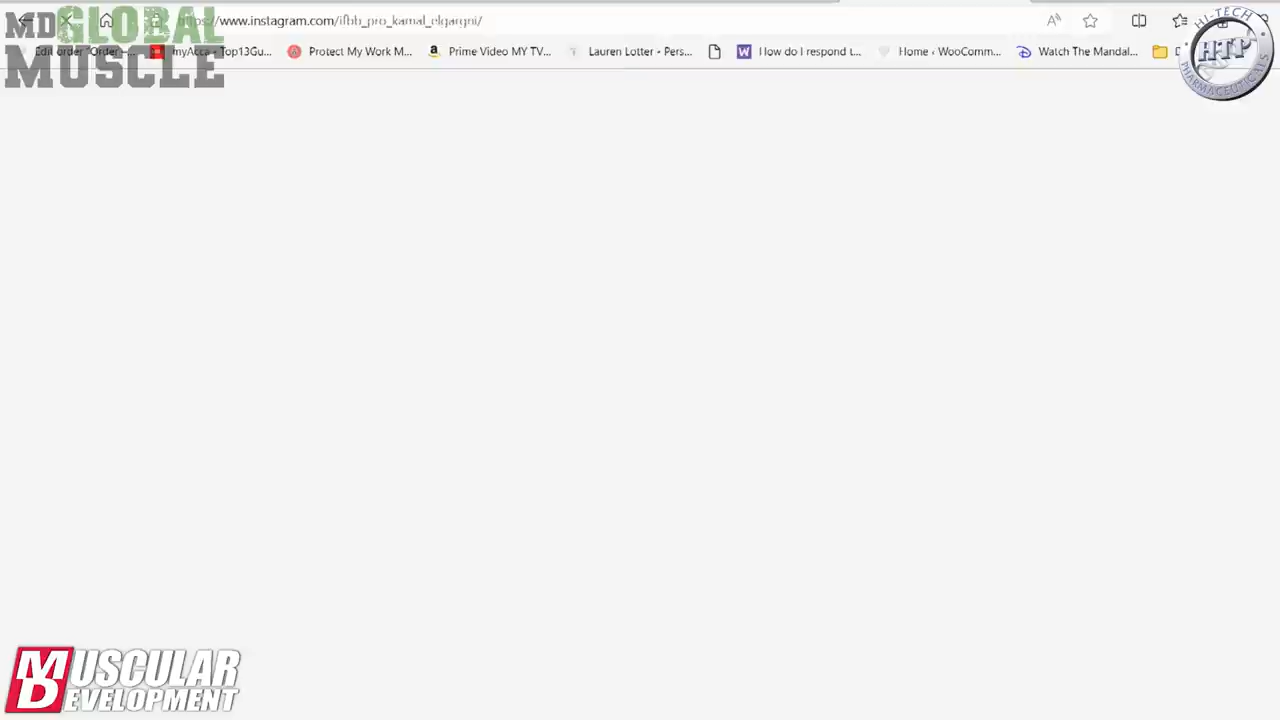 https://www.instagram.com/ifbb_pro_kamal_elgargni/
MD GLOBAL
MUSCLE
Edit order "Order
myAcca • Top13Gu...
Protect My Work M...
Prime Video MY TV...
Lauren Lotter • Pers...
How do I respond t...
Home ‹ WooComm...
Watch The Mandal...
HI-TECH
HTP
PHARMACEUTICALS
MUSCULAR
DEVELOPMENT